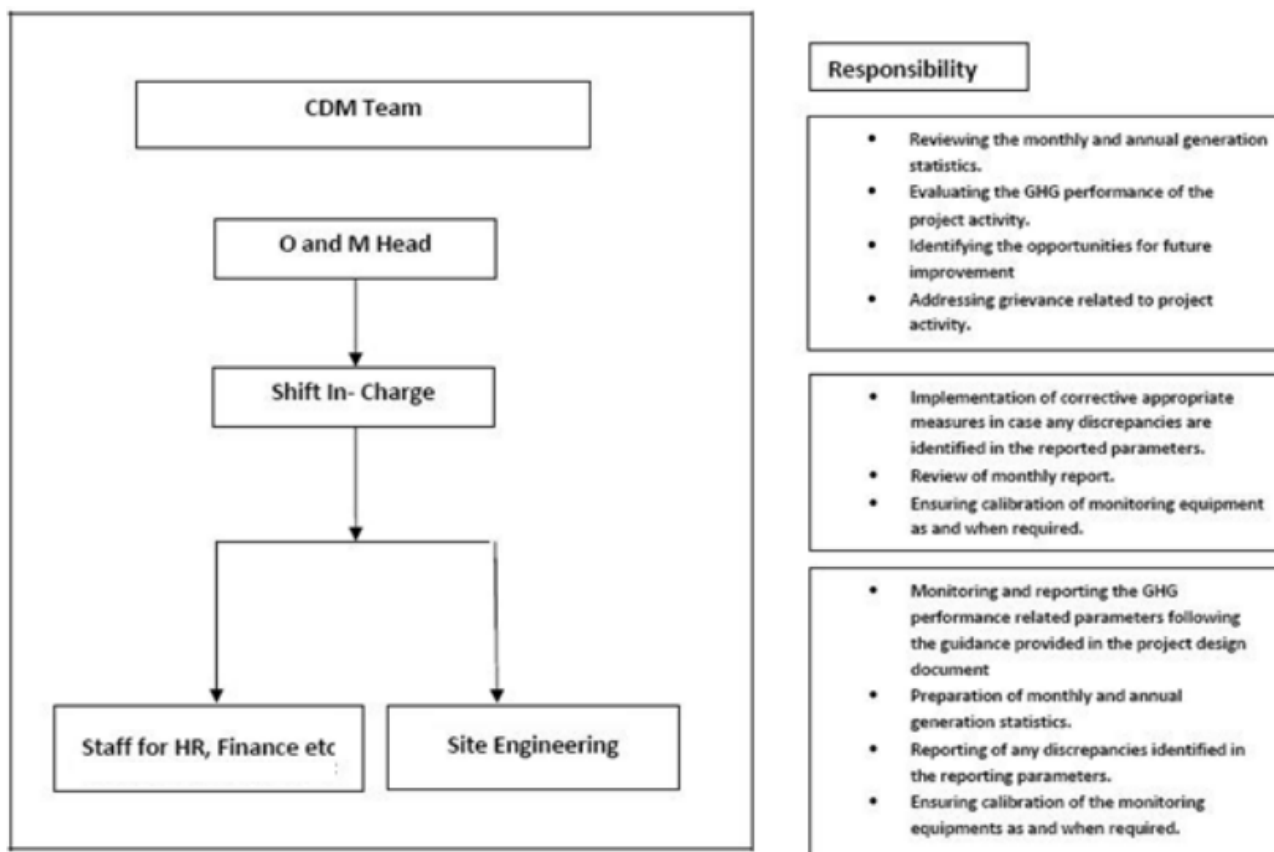 CDM Team
O and M Head
Shift In- Charge
Staff for HR, Finance etc
Site Engineering
Responsibility
• Reviewing the monthly and annual generation
statistics.
• Evaluating the GHG performance of the
project activity.
• Identifying the opportunities for future
improvement
• Addressing grievance related to project
activity.
• Implementation of corrective appropriate
measures in case any discrepancies are
identified in the reported parameters.
• Review of monthly report.
• Ensuring calibration of monitoring equipment
as and when required.
• Monitoring and reporting the GHG
performance related parameters following
the guidance provided in the project design
document
• Preparation of monthly and annual
generation statistics.
• Reporting of any discrepancies identified in
the reporting parameters.
• Ensuring calibration of the monitoring
equipments as and when required.